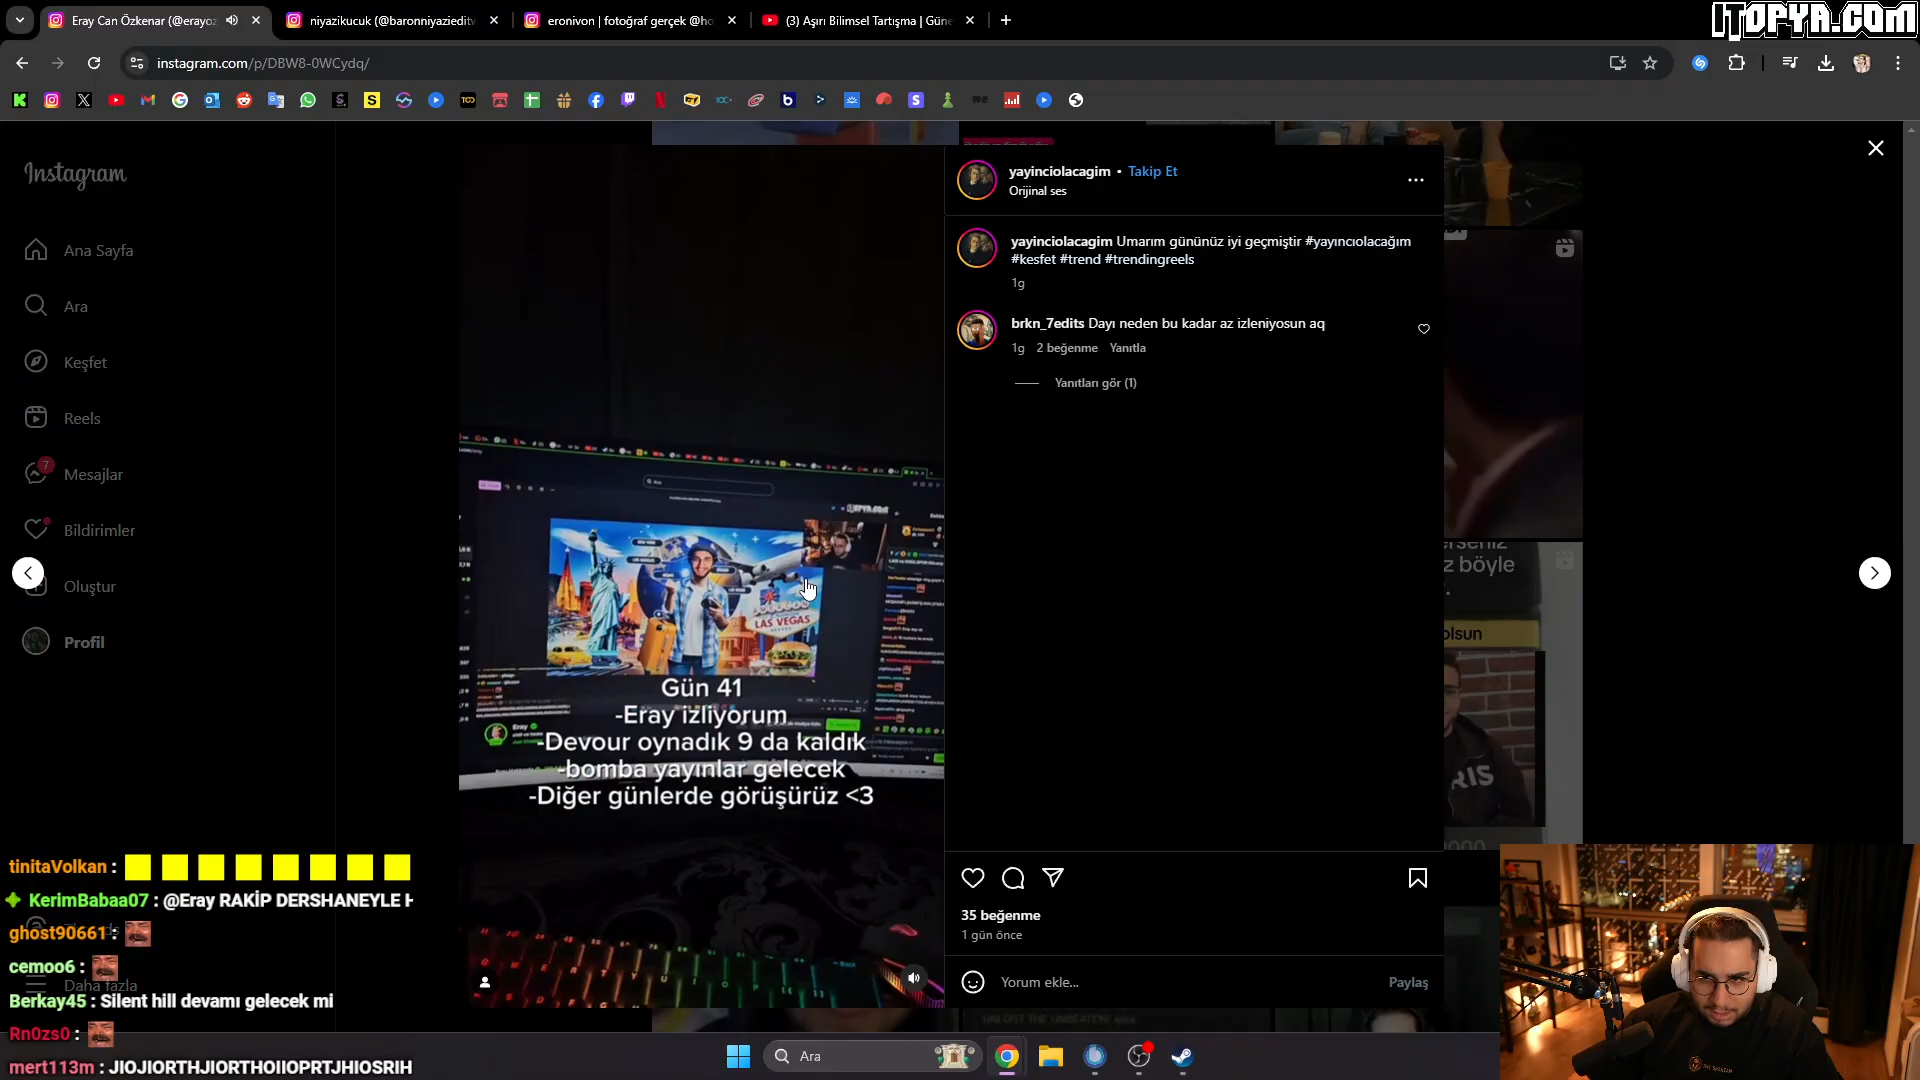 Eray Can Özkenar (@erayoz
niyazikucuk (@baronniyazieditw
eronivon | fotoğraf gerçek @ho
(3) Aşırı Bilimsel Tartışma | Güne
ITOPYA.COM
instagram.com/p/DBW8-0WCydq/
Instagram
Ana Sayfa
Ara
Keşfet
Reels
7
Mesajlar
Bildirimler
Oluştur
Profil
Daha fazla
yayinciolacagim • Takip Et
Orijinal ses
yayinciolacagim Umarım gününüz iyi geçmiştir #yayıncıolacağım
#kesfet #trend #trendingreels
1g
brkn_7edits Dayı neden bu kadar az izleniyosun aq
1g 2 beğenme Yanıtla
Yanıtları gör (1)
35 beğenme
1 gün önce
Yorum ekle...
Paylaş
LAS VEGAS
Eray
Gün 41
-Eray izliyorum
-Devour oynadık 9 da kaldık
-bomba yayınlar gelecek
-Diğer günlerde görüşürüz <3
z böyle
olsun
tinitaVolkan :
KerimBabaa07 : @Eray RAKİP DERSHANEYLE H
ghost90661 :
cemoo6 :
Berkay45 : Silent hill devamı gelecek mi
Rn0zs0 :
mert113m : JIOJIORTHJIORTHOIIOPRTJHIOSRIH
Ara